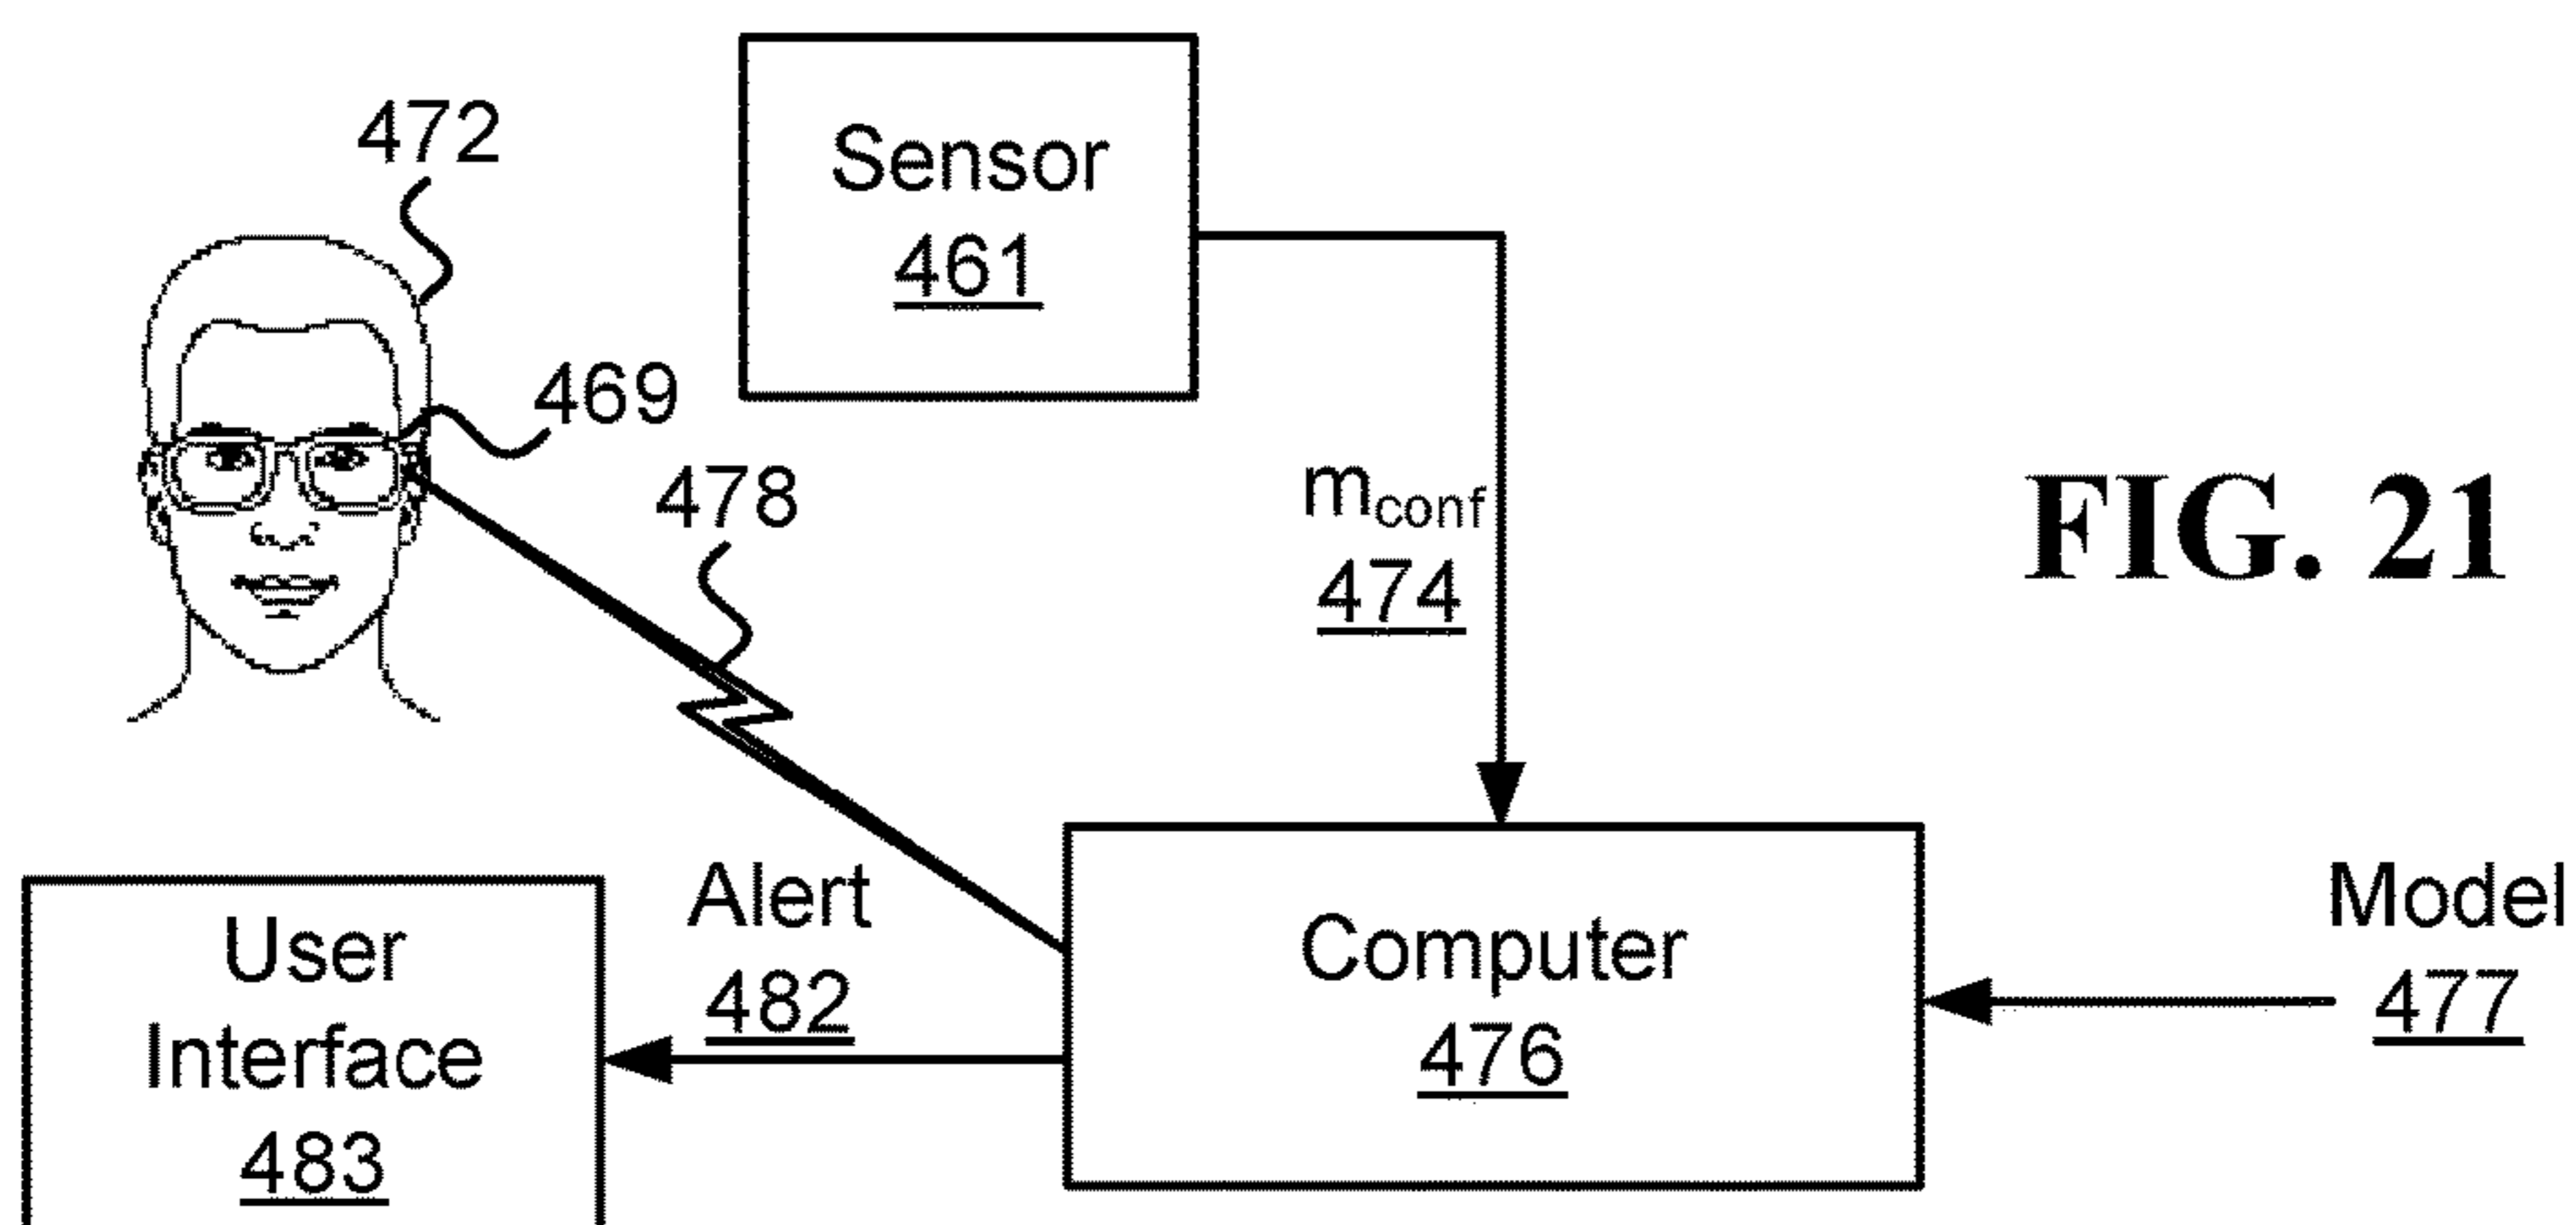 472
Sensor
461
469
478
m_conf
474
FIG. 21
Alert
482
User
Interface
483
Computer
476
Model
477